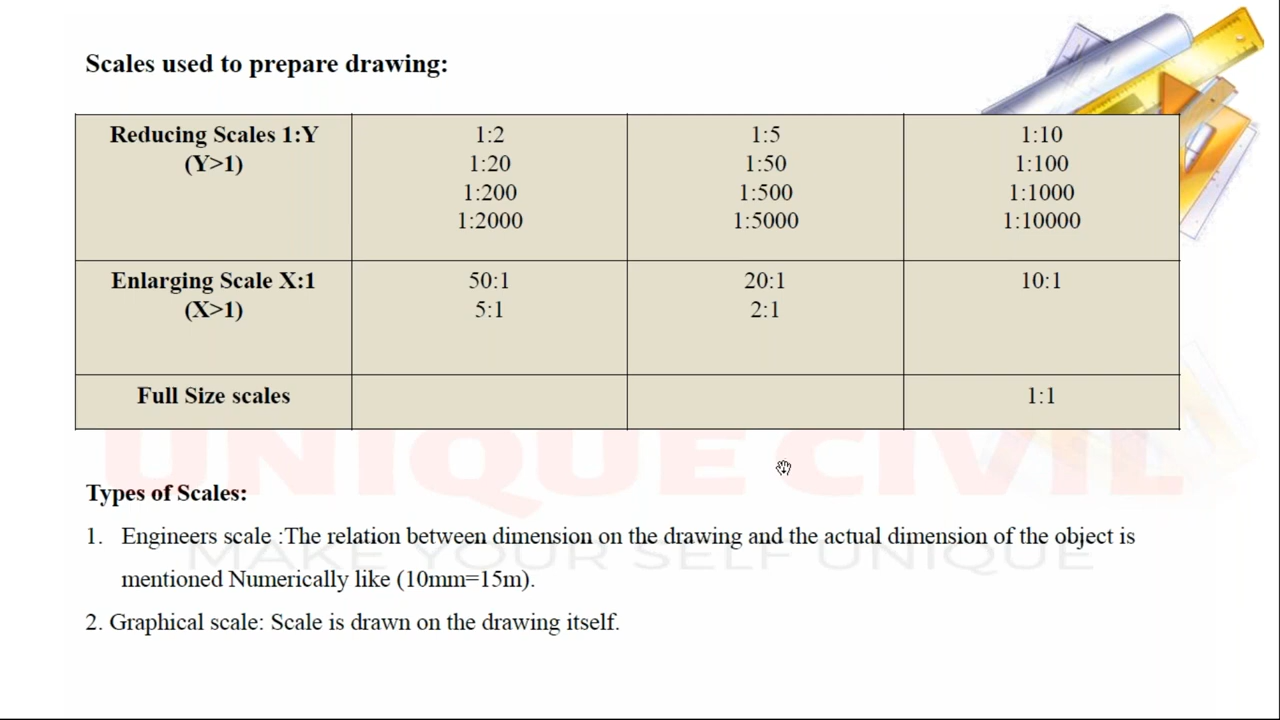 Scales used to prepare drawing:
Reducing Scales 1:Y 1:2 1:5 1:10
(Y>1) 1:20 1:50 1:100
1:200 1:500 1:1000
1:2000 1:5000 1:10000
Enlarging Scale X:1 50:1 20:1 10:1
(X>1) 5:1 2:1
Full Size scales 1:1
UNIQUE CIVIL
Types of Scales:
1. Engineers scale :The relation between dimension on the drawing and the actual dimension of the object is
MAKE YOUR SELF UNIQUE
mentioned Numerically like (10mm=15m).
2. Graphical scale: Scale is drawn on the drawing itself.